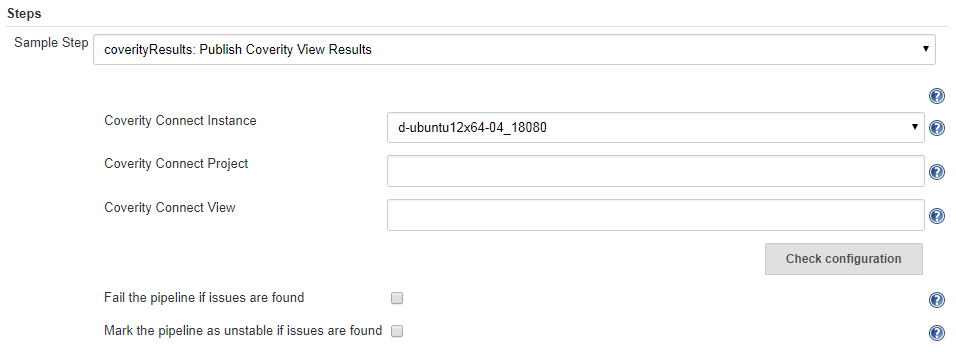 Steps
Sample Step coverityResults: Publish Coverity View Results
Coverity Connect Instance d-ubuntu12x64-04_18080
Coverity Connect Project
Coverity Connect View
Check configuration
Fail the pipeline if issues are found
Mark the pipeline as unstable if issues are found